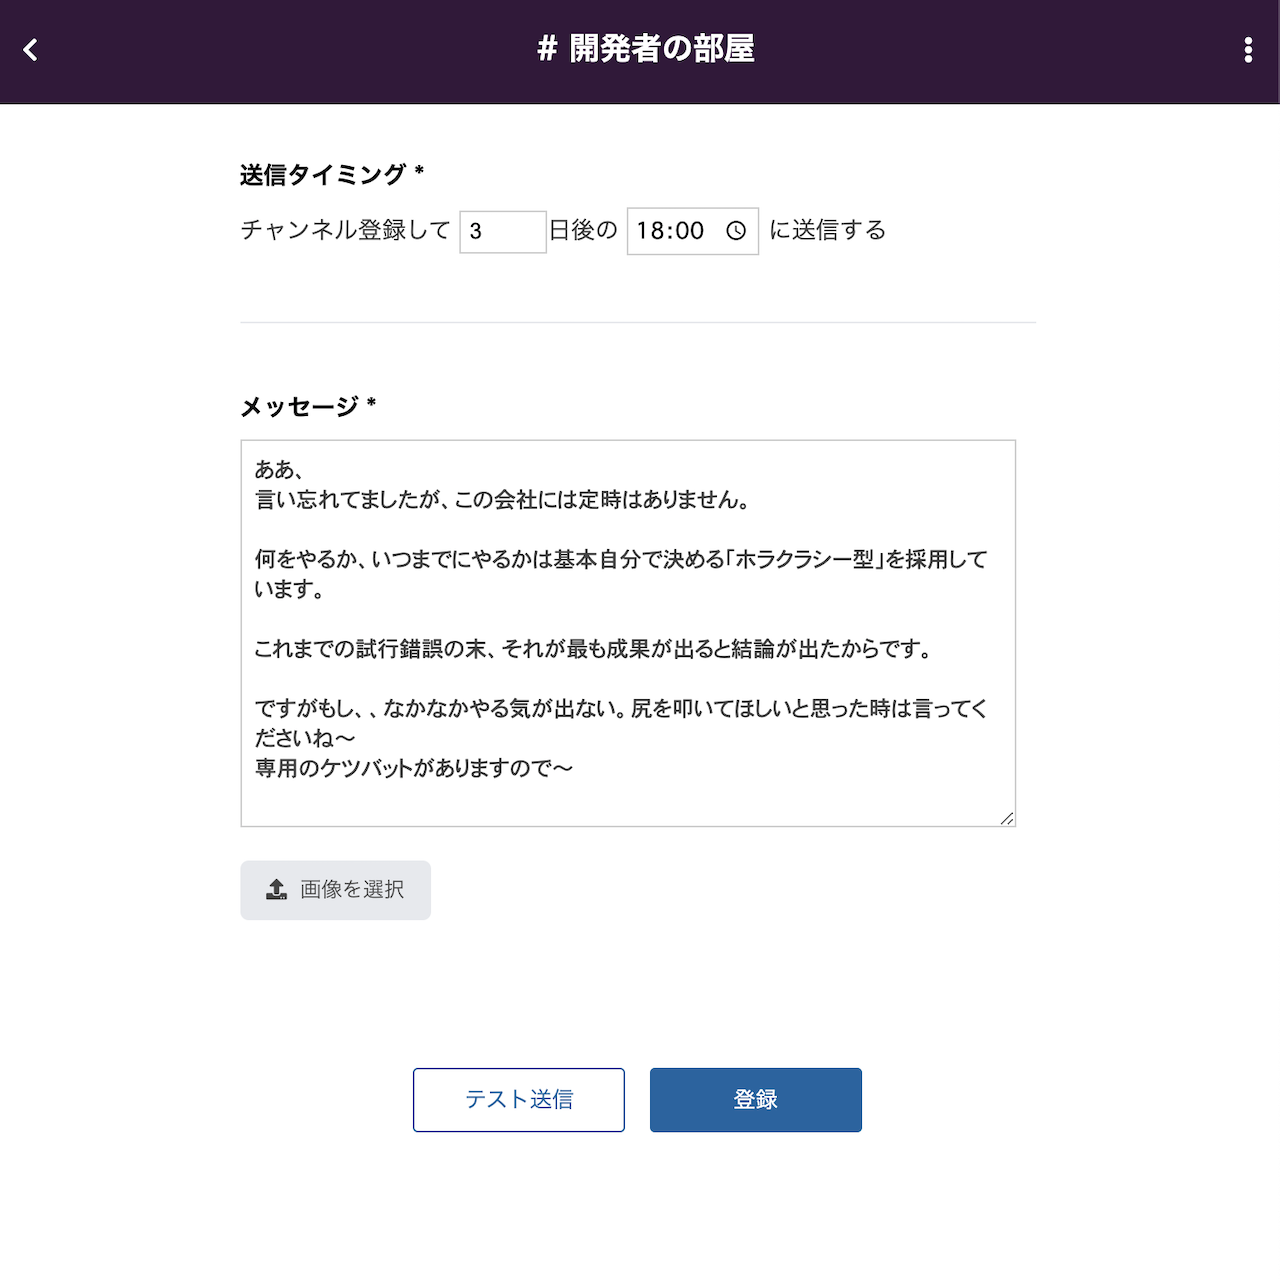 # 開発者の部屋
送信タイミング *
チャンネル登録して 3 日後の 18:00 に送信する
メッセージ *
ああ、
言い忘れてましたが、この会社には定時はありません。
何をやるか、いつまでにやるかは基本自分で決める「ホラクラシー型」を採用して
います。
これまでの試行錯誤の末、それが最も成果が出ると結論が出たからです。
ですがもし、、なかなかやる気が出ない。尻を叩いてほしいと思った時は言ってく
ださいね〜
専用のケツバットがありますので〜
画像を選択
テスト送信 登録